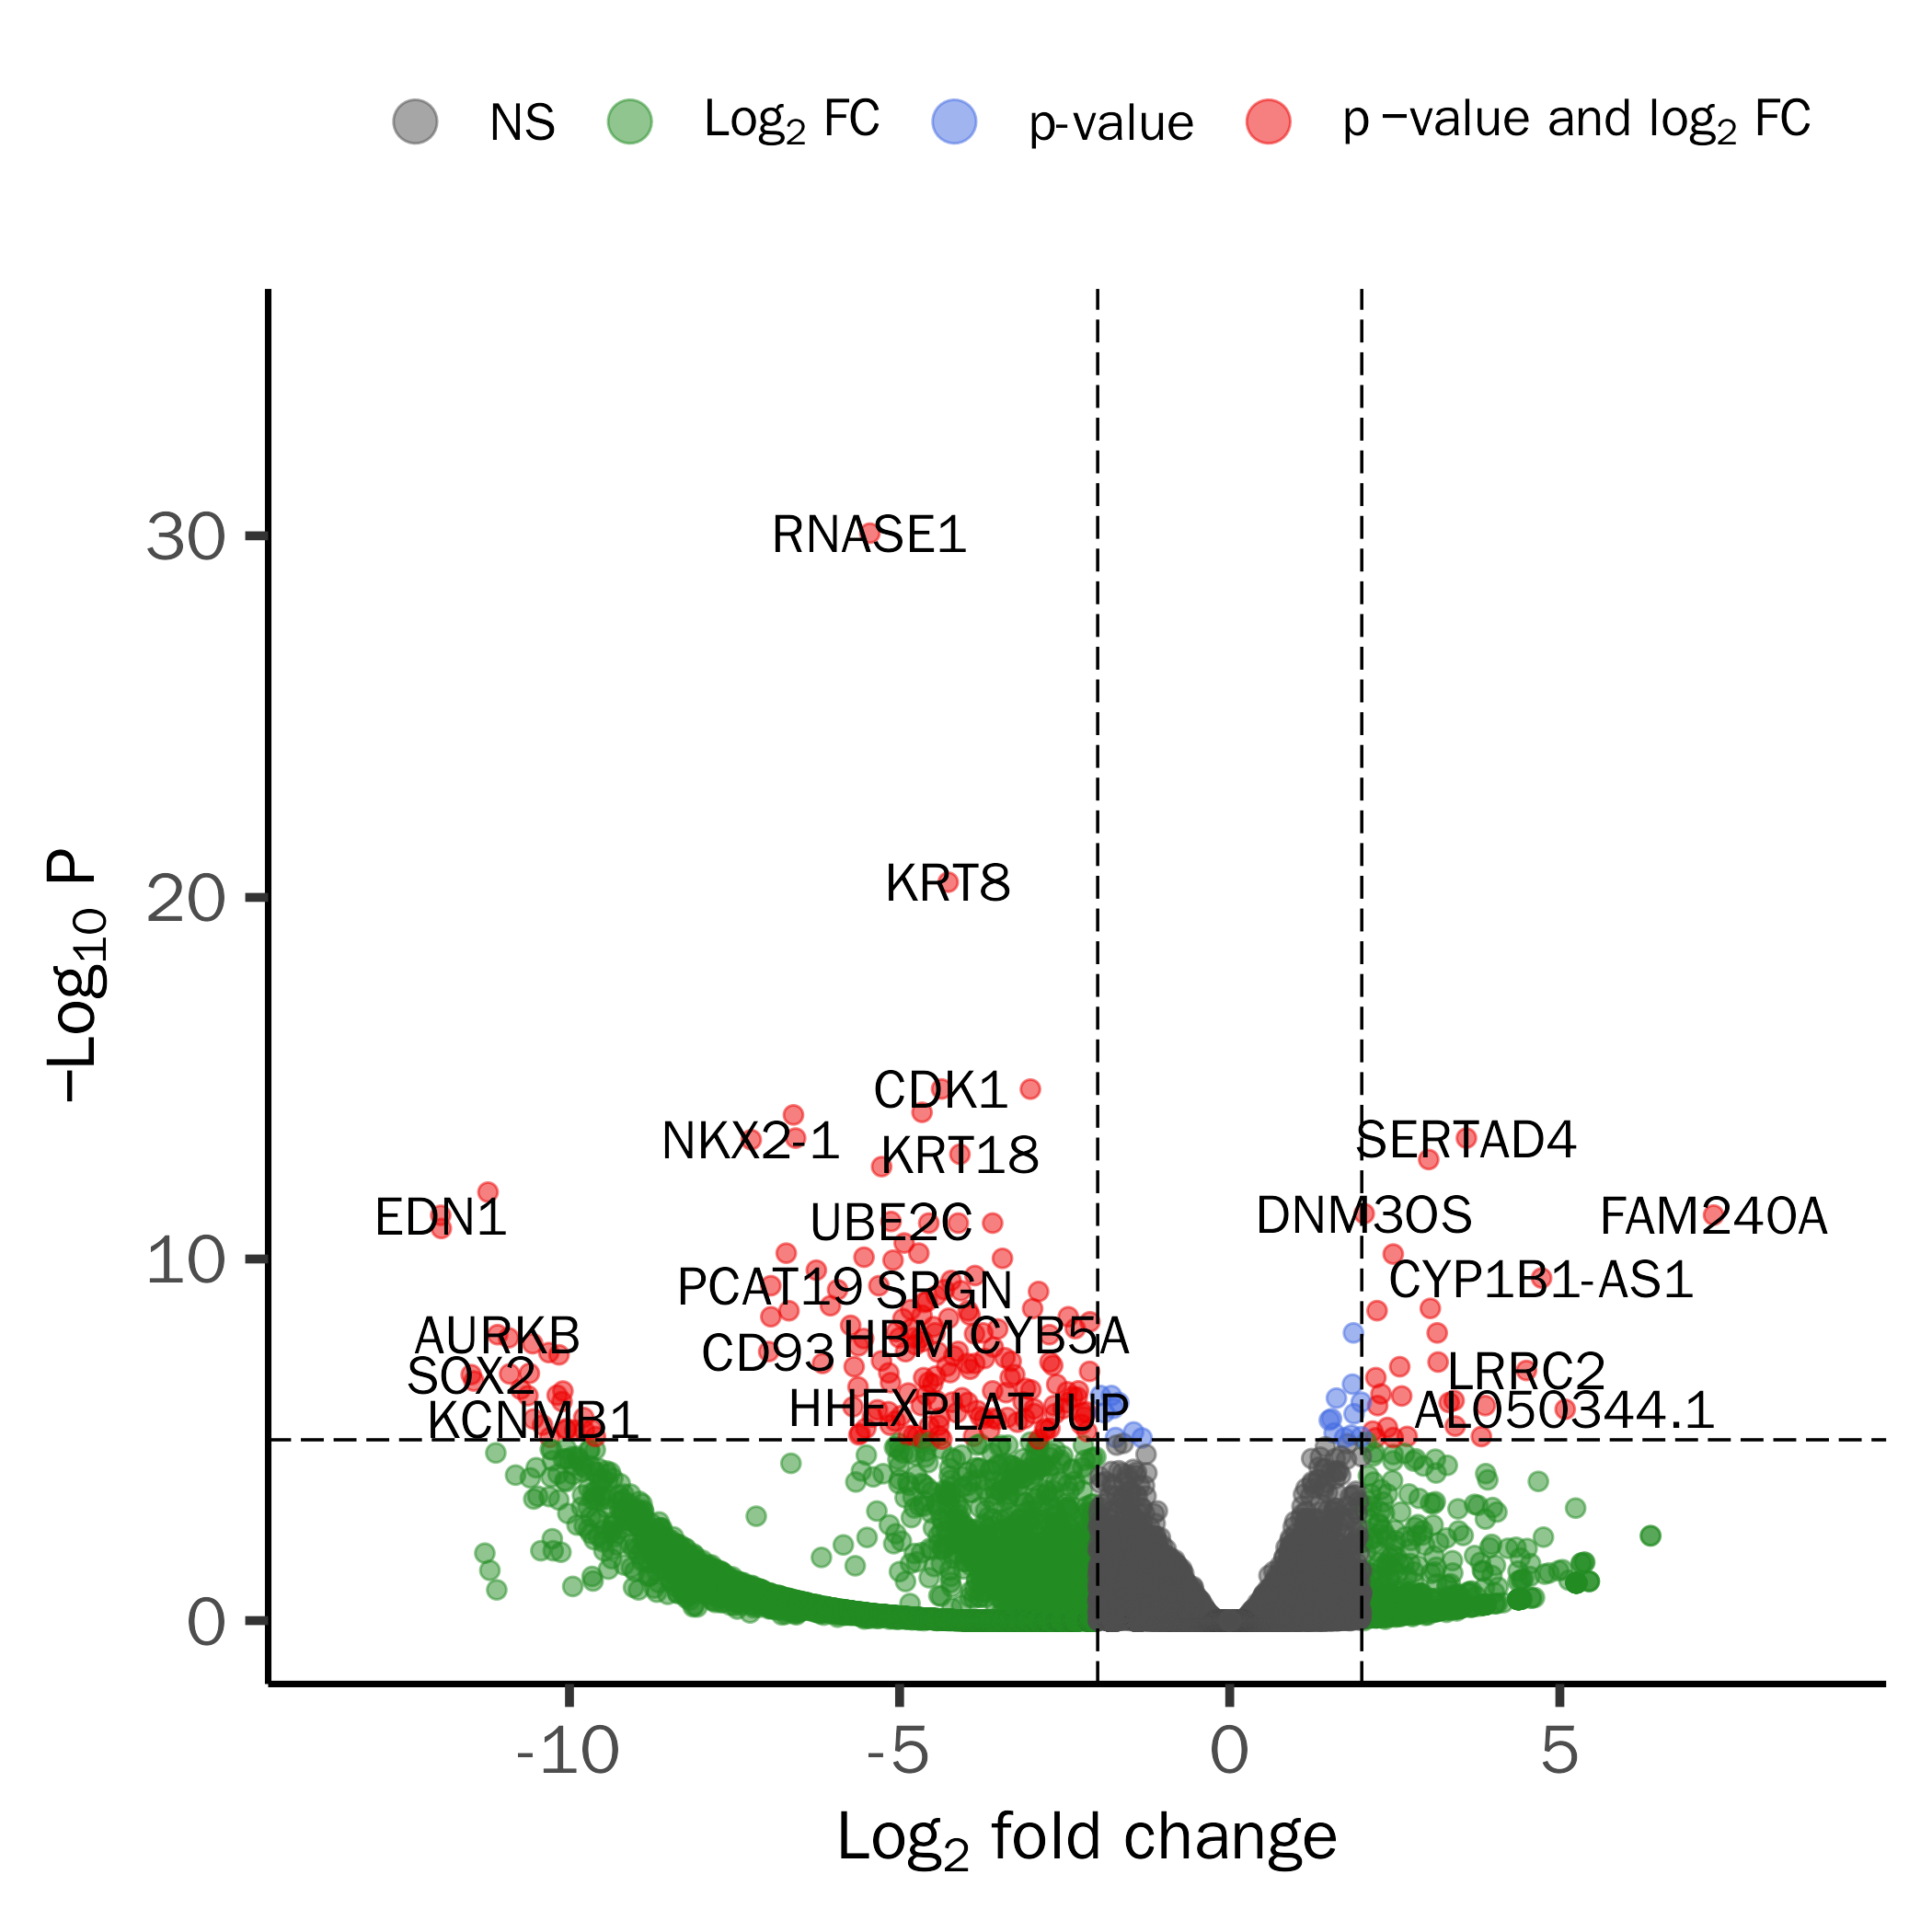 NS Log2 FC p-value p −value and log2 FC
−Log10 P
30
20
10
0
RNASE1
KRT8
CDK1
NKX2-1
SERTAD4
KRT18
EDN1
UBE2C
DNM3OS
FAM240A
PCAT19
SRGN
CYP1B1-AS1
AURKB
HBM
CYB5A
CD93
SOX2
LRRC2
KCNMB1
HHEX
PLAT
JUP
AL050344.1
-10 -5 0 5
Log2 fold change